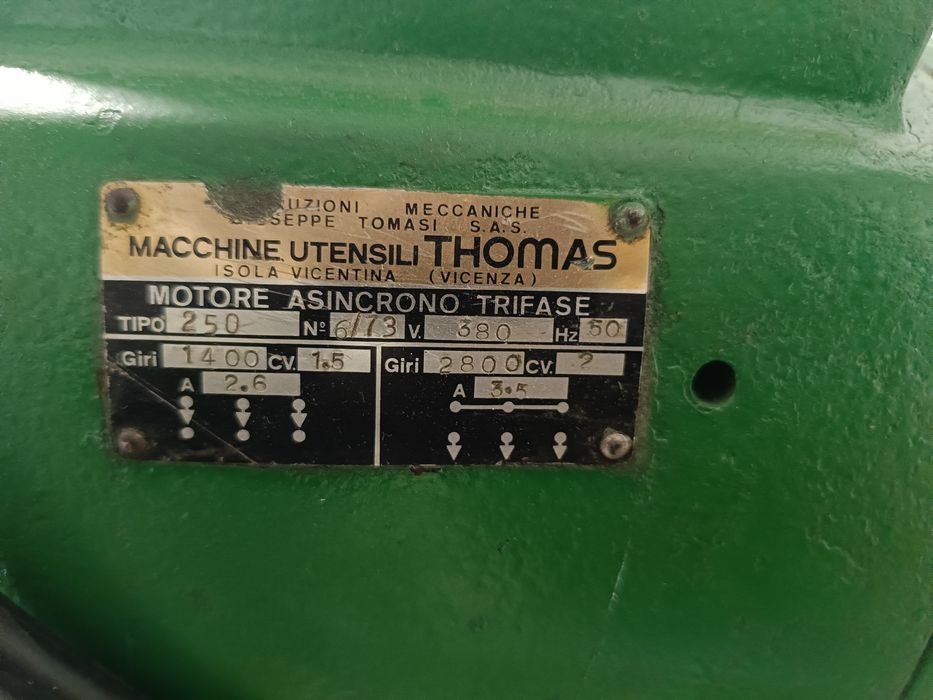 MECCANICHE
TOMASI S.A.S.
MACCHINE UTENSILI THOMAS
ISOLA VICENTINA (VICENZA)
MOTORE ASINCRONO TRIFASE
TIPO 250 Nº 6/73 V. 380 Hz 50
Giri 1400 CV. 1.5
A 2.6
Giri 2800 CV. 2
A 3.5